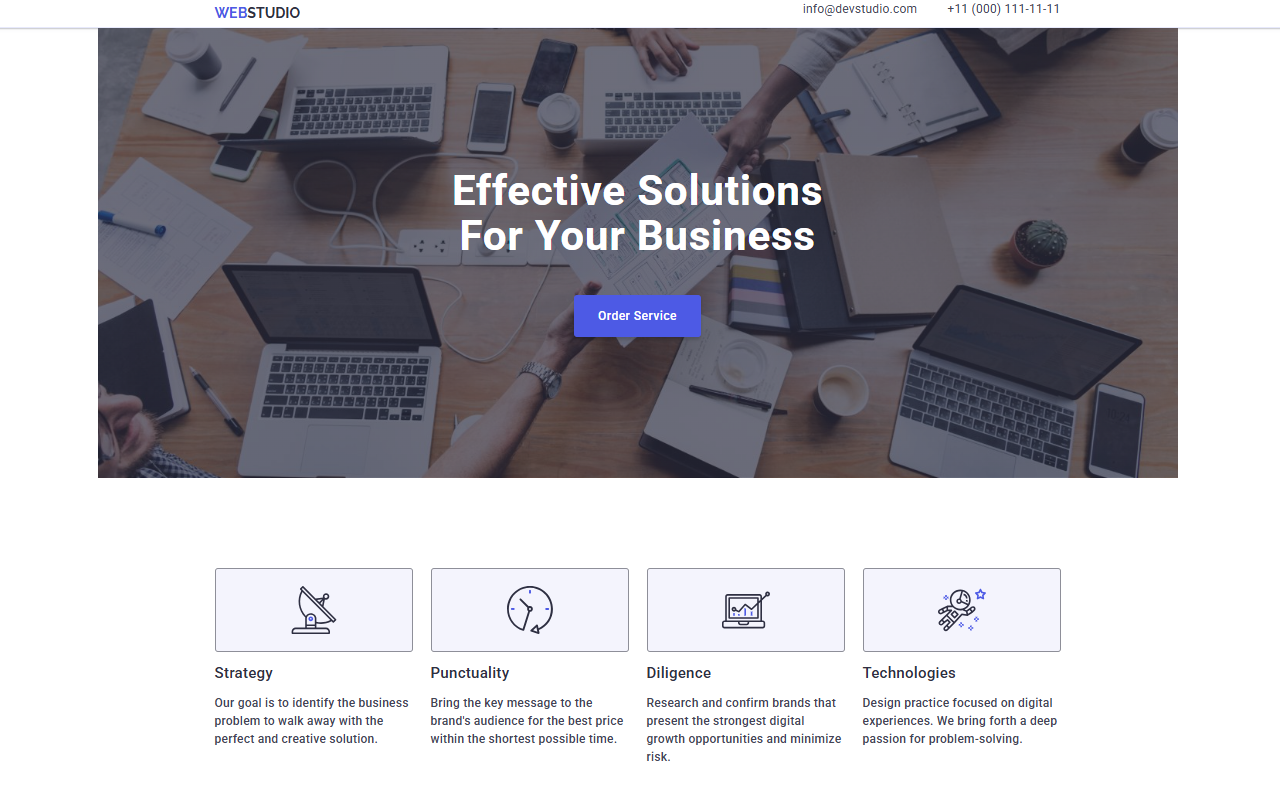 WEBSTUDIO
info@devstudio.com
+11 (000) 111-11-11
Effective Solutions
For Your Business
Order Service
Strategy
Our goal is to identify the business
problem to walk away with the
perfect and creative solution.
Punctuality
Bring the key message to the
brand's audience for the best price
within the shortest possible time.
Diligence
Research and confirm brands that
present the strongest digital
growth opportunities and minimize
risk.
Technologies
Design practice focused on digital
experiences. We bring forth a deep
passion for problem-solving.